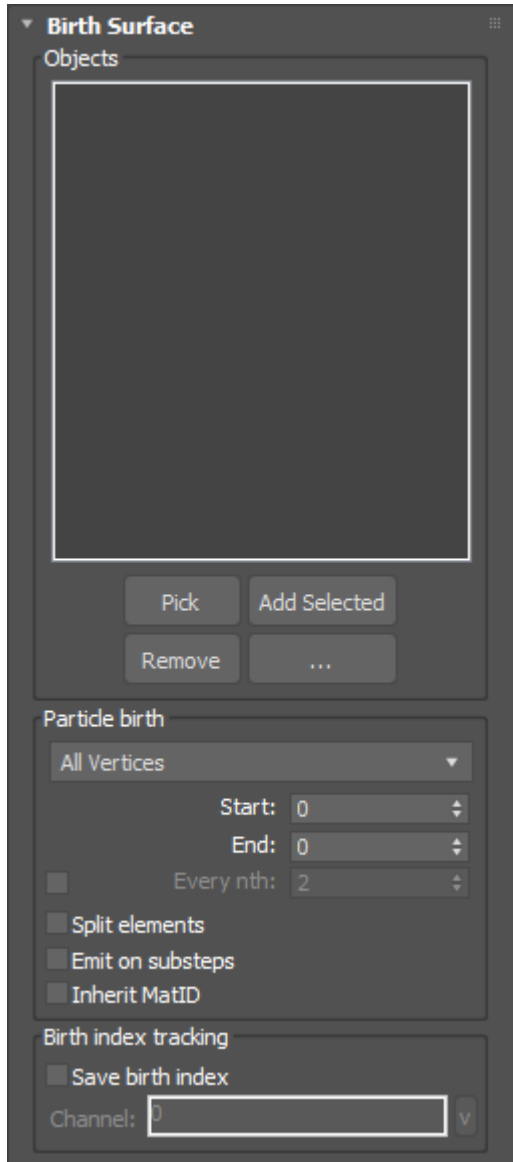 Birth Surface
Objects
Pick Add Selected
Remove ...
Particle birth
All Vertices
Start: 0
End: 0
Every nth: 2
Split elements
Emit on substeps
Inherit MatID
Birth index tracking
Save birth index
Channel: 0 v